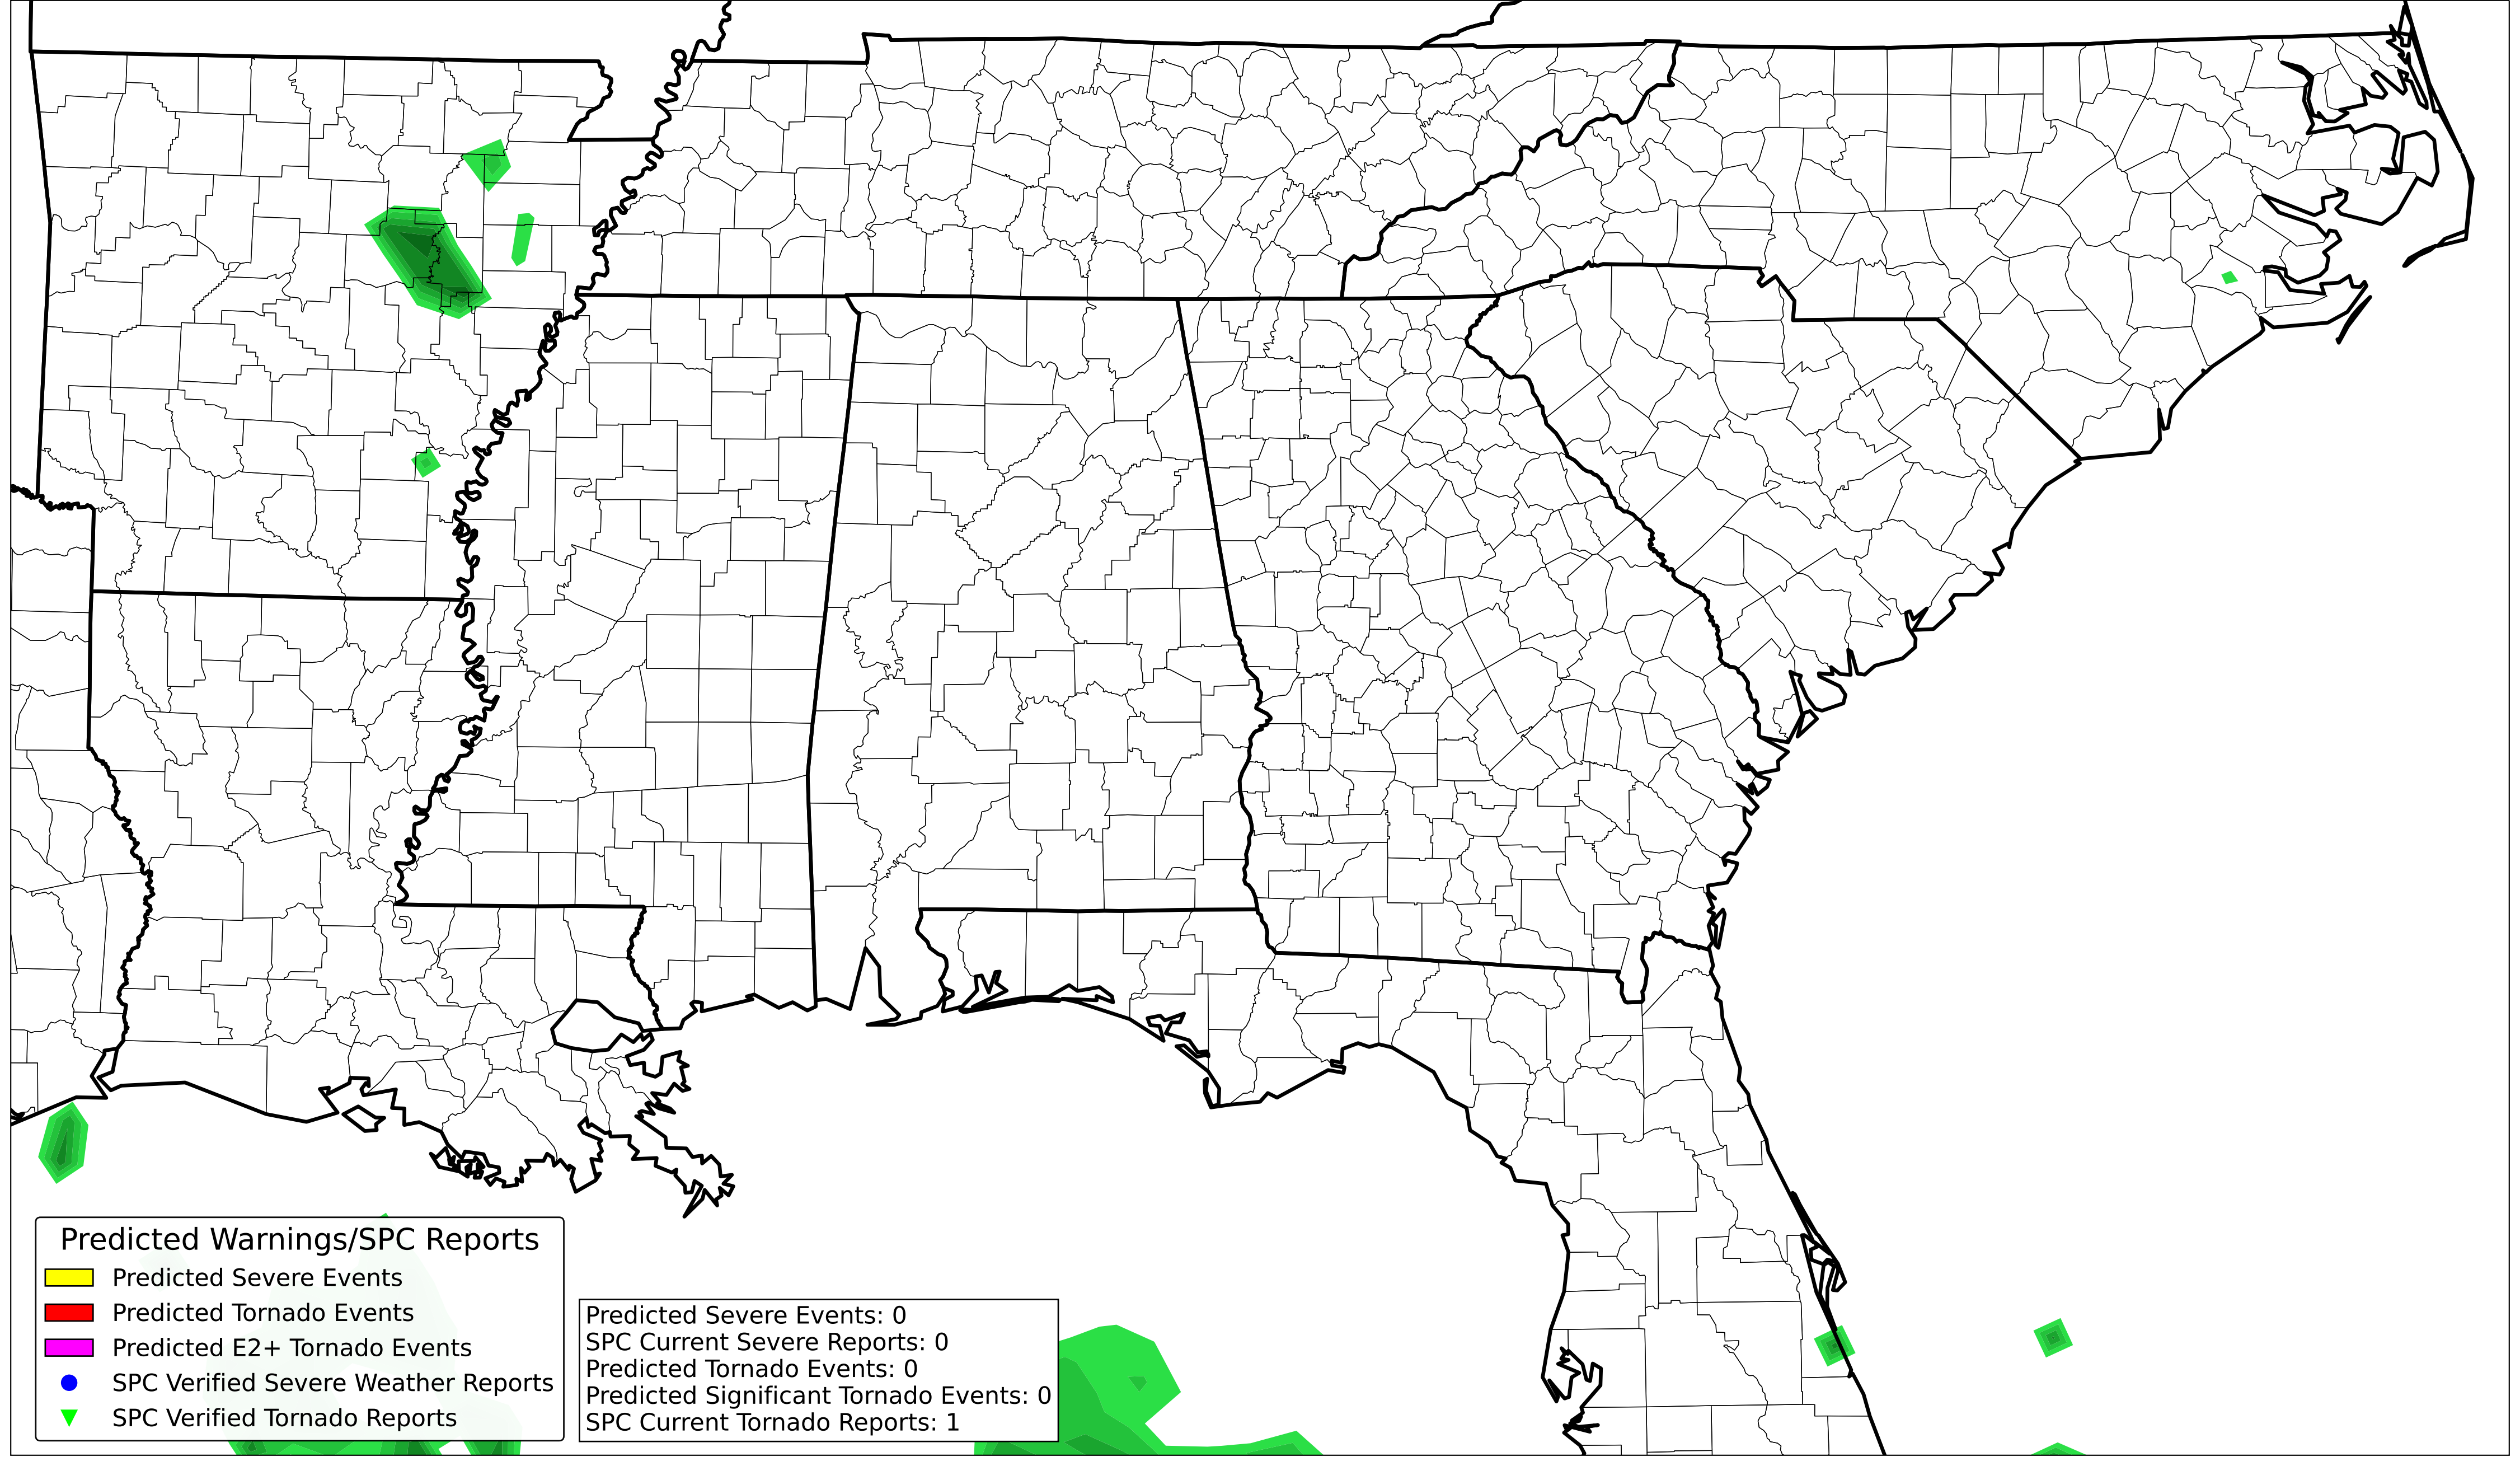 Predicted Warnings/SPC Reports
Predicted Severe Events
Predicted Tornado Events
Predicted E2+ Tornado Events
SPC Verified Severe Weather Reports
SPC Verified Tornado Reports
Predicted Severe Events: 0
SPC Current Severe Reports: 0
Predicted Tornado Events: 0
Predicted Significant Tornado Events: 0
SPC Current Tornado Reports: 1